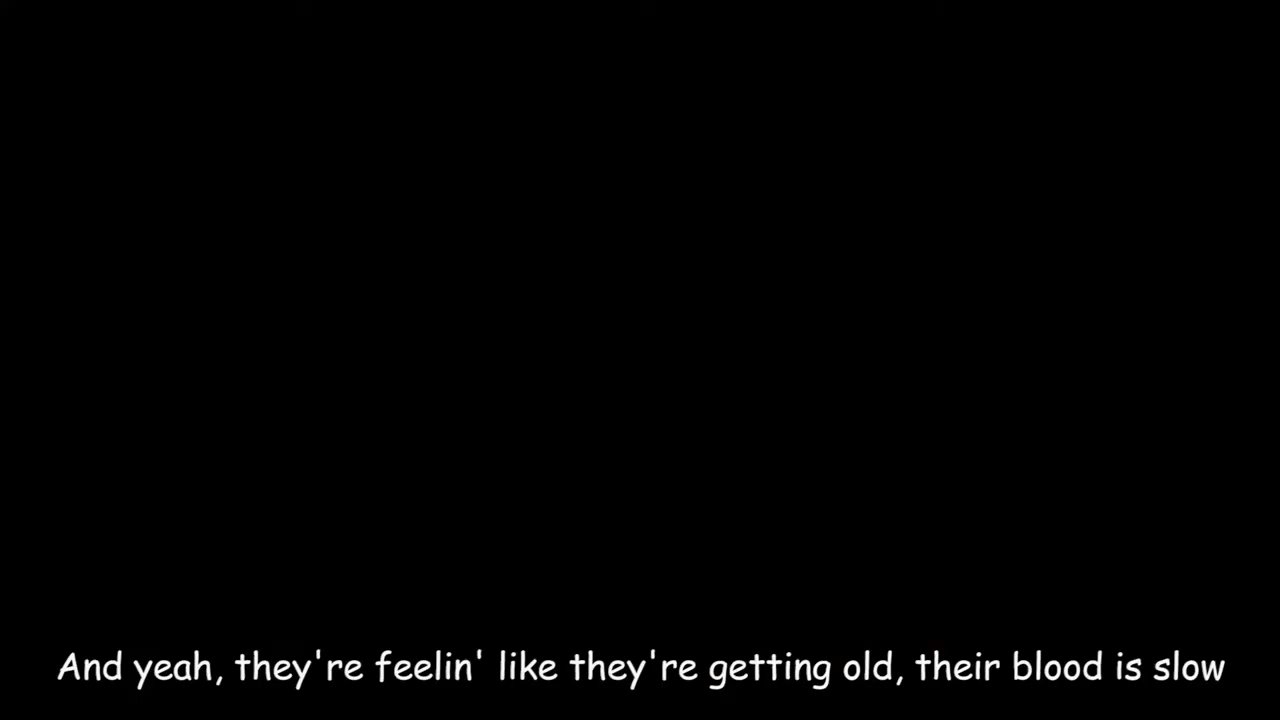 And yeah, they're feelin' like they're getting old, their blood is slow